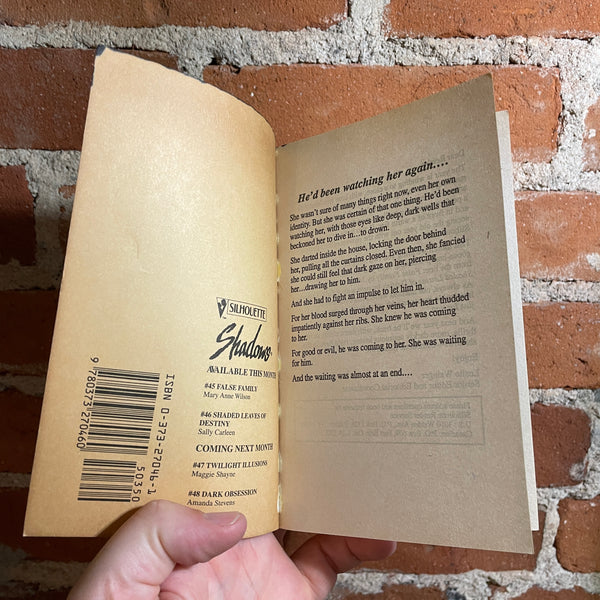 SILHOUETTE
Shadows
AVAILABLE THIS MONTH
#45 FALSE FAMILY
Mary Anne Wilson
#46 SHADED LEAVES OF
DESTINY
Sally Carleen
COMING NEXT MONTH
#47 TWILIGHT ILLUSIONS
Maggie Shayne
#48 DARK OBSESSION
Amanda Stevens
9 780373 270460
ISBN 0-373-27046-1
50350
He'd been watching her again....
She wasn't sure of many things right now, even her own
identity. But she was certain of that one thing. He'd been
watching her, with those eyes like deep, dark wells that
beckoned her to dive in...to drown.
She darted inside the house, locking the door behind
her, pulling all the curtains closed. Even then, she fancied
she could still feel that dark gaze on her, piercing
her...drawing her to him.
And she had to fight an impulse to let him in.
For her blood surged through her veins, her heart thudded
impatiently against her ribs. She knew he was coming
to her.
For good or evil, he was coming to her. She was waiting
for him.
And the waiting was almost at an end....